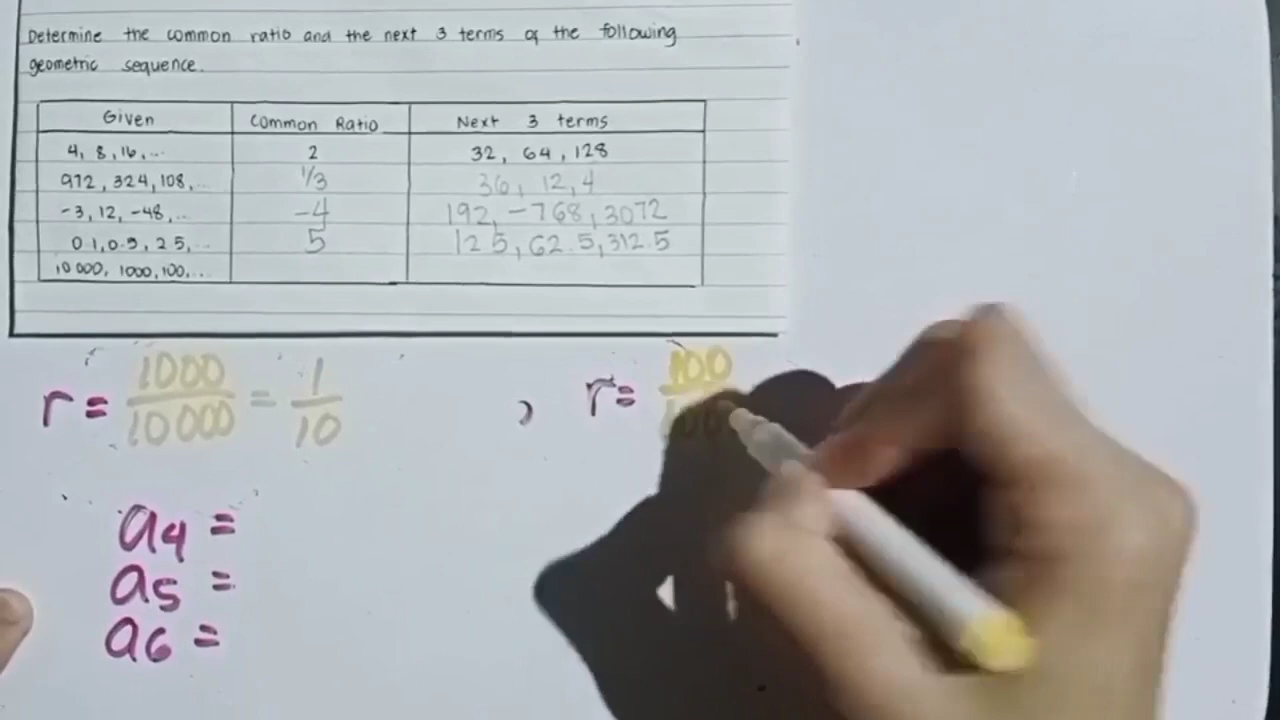 Determine the common ratio and the next 3 terms of the following
geometric sequence.
Given Common Ratio Next 3 terms
4, 8, 16, ... 2 32, 64, 128
972, 324, 108, ... 1/3 36, 12, 4
-3, 12, -48, ... -4 192, -768, 3072
0.1, 0.5, 2.5, ... 5 12.5, 62.5, 312.5
10 000, 1000, 100, ...
r = 1000/10000 = 1/10 , r = 100/100
a4 =
a5 =
a6 =